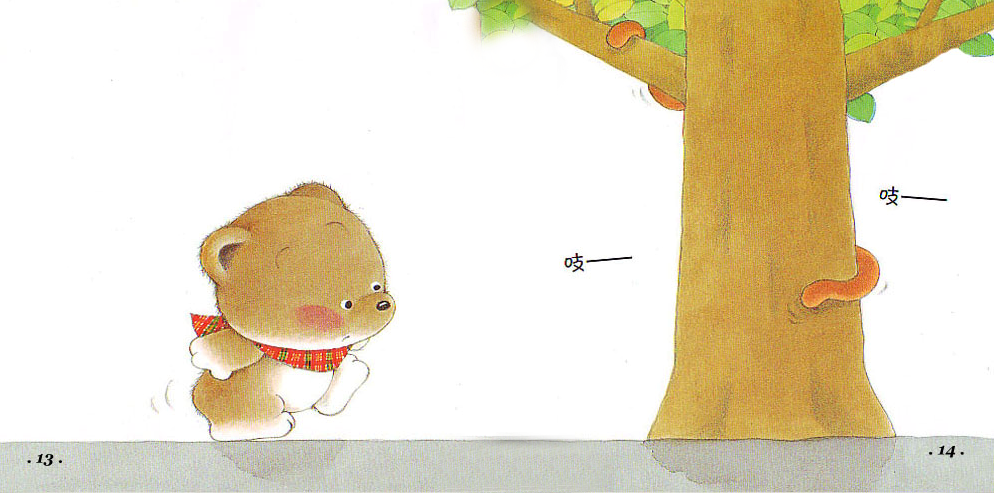 吱——
吱——
· 13 ·
· 14 ·